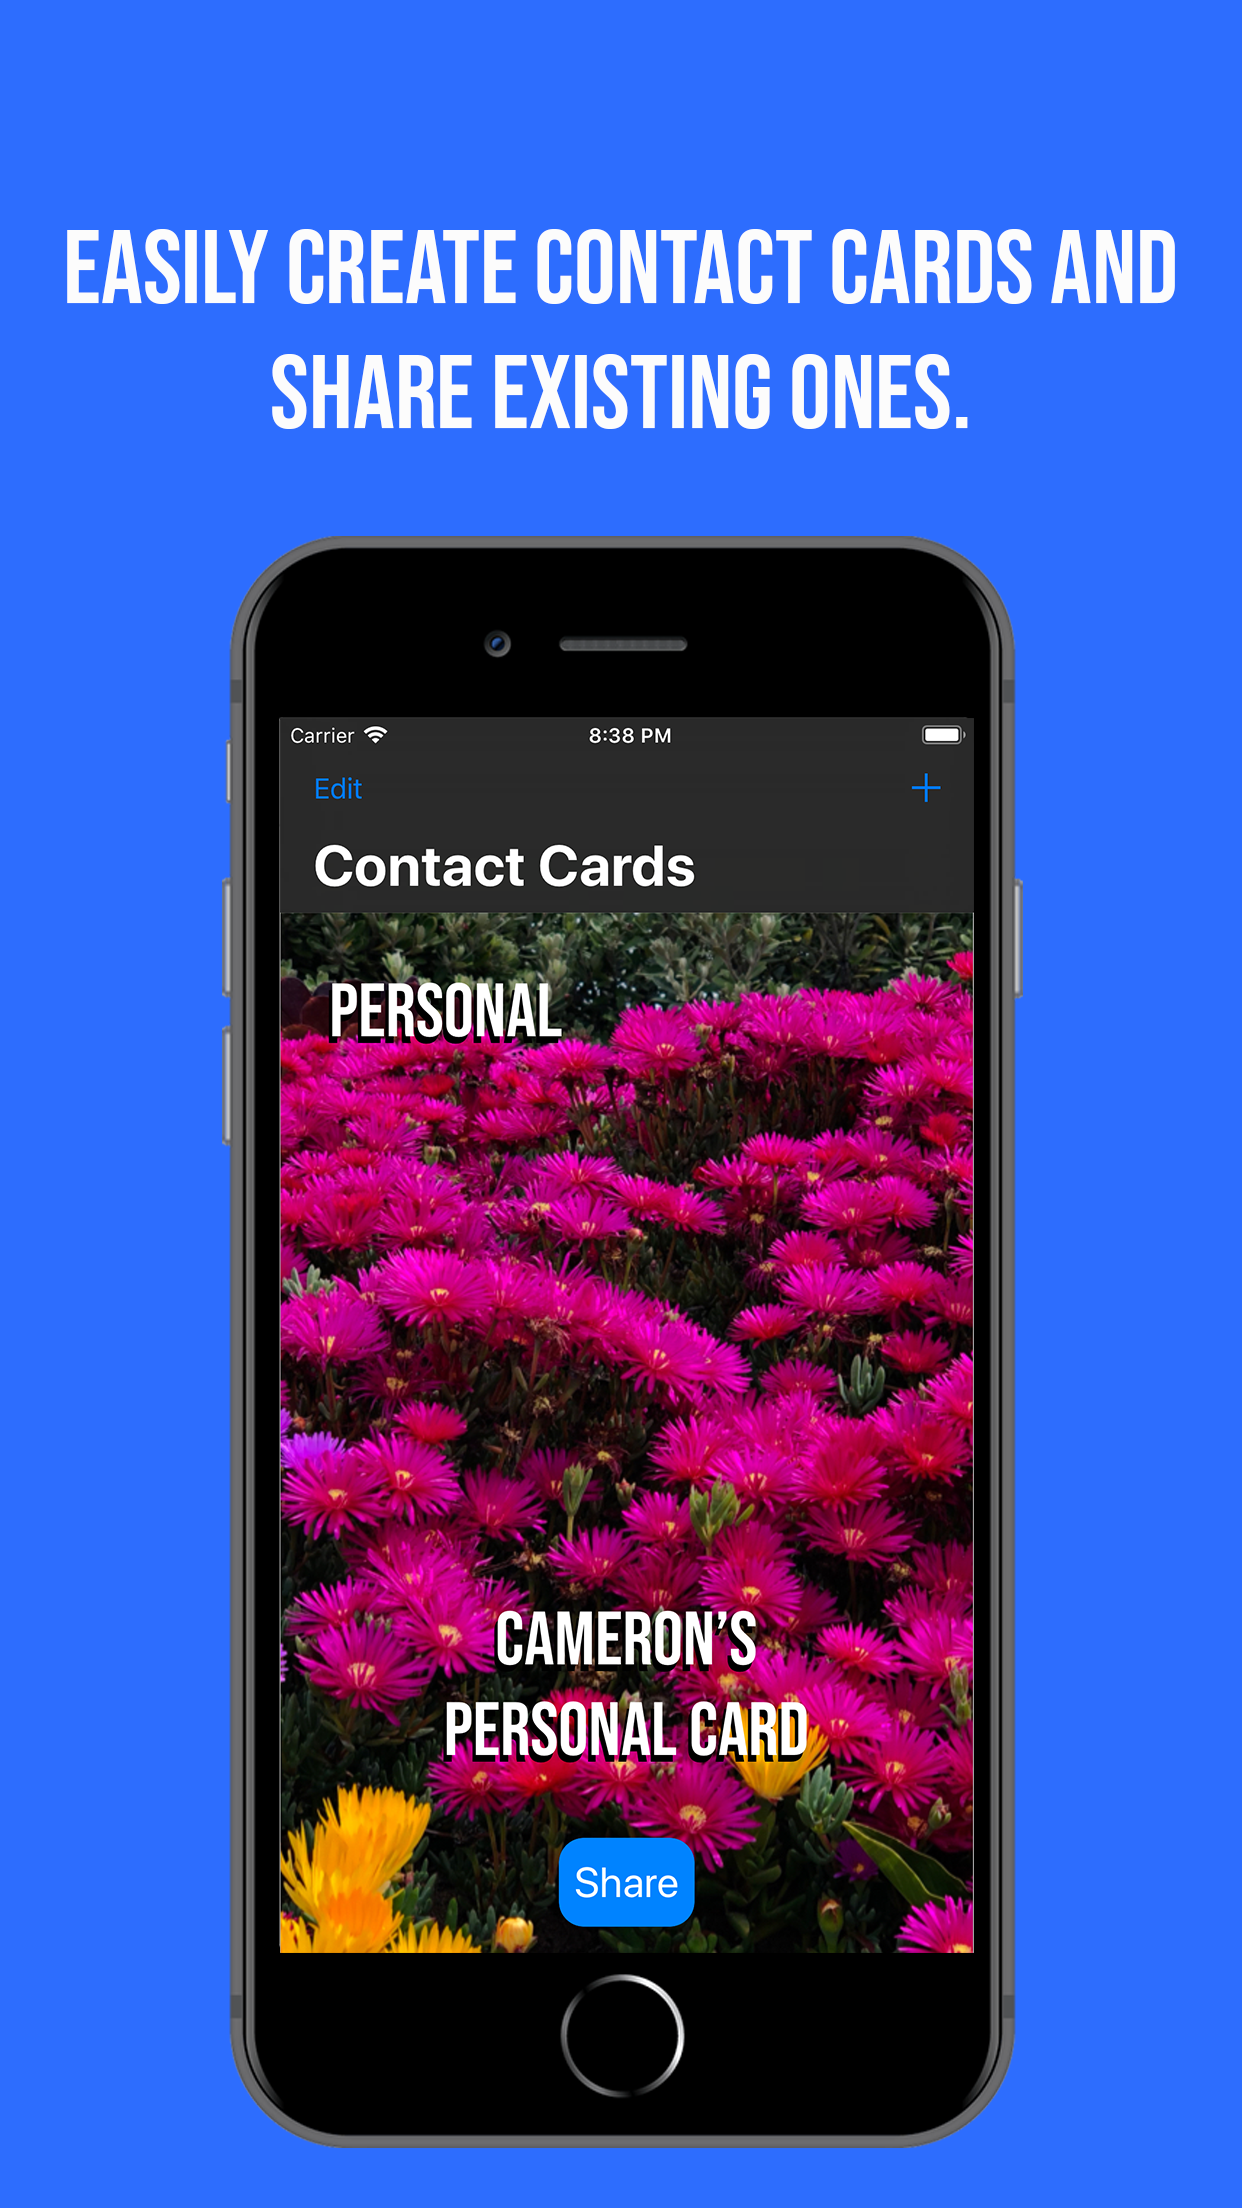 EASILY CREATE CONTACT CARDS AND
SHARE EXISTING ONES.
Carrier 8:38 PM
Edit +
Contact Cards
PERSONAL
CAMERON’S
PERSONAL CARD
Share